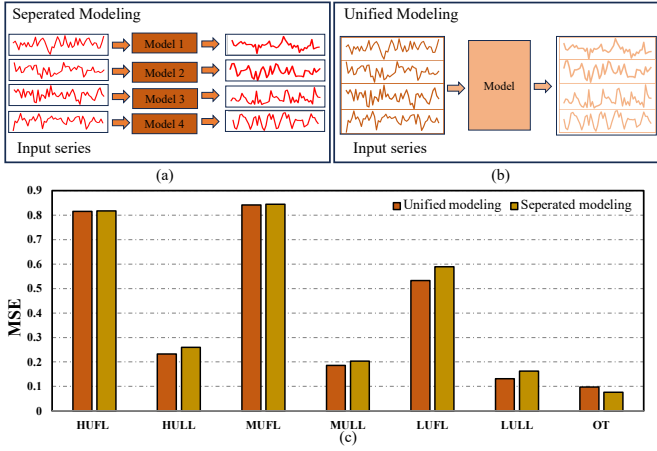 Seperated Modeling
Model 1
Model 2
Model 3
Model 4
Input series
(a)
Unified Modeling
Model
Input series
(b)
0.9
0.8
0.7
0.6
0.5
0.4
0.3
0.2
0.1
0
MSE
Unified modeling
Seperated modeling
HUFL
HULL
MUFL
MULL
LUFL
LULL
OT
(c)